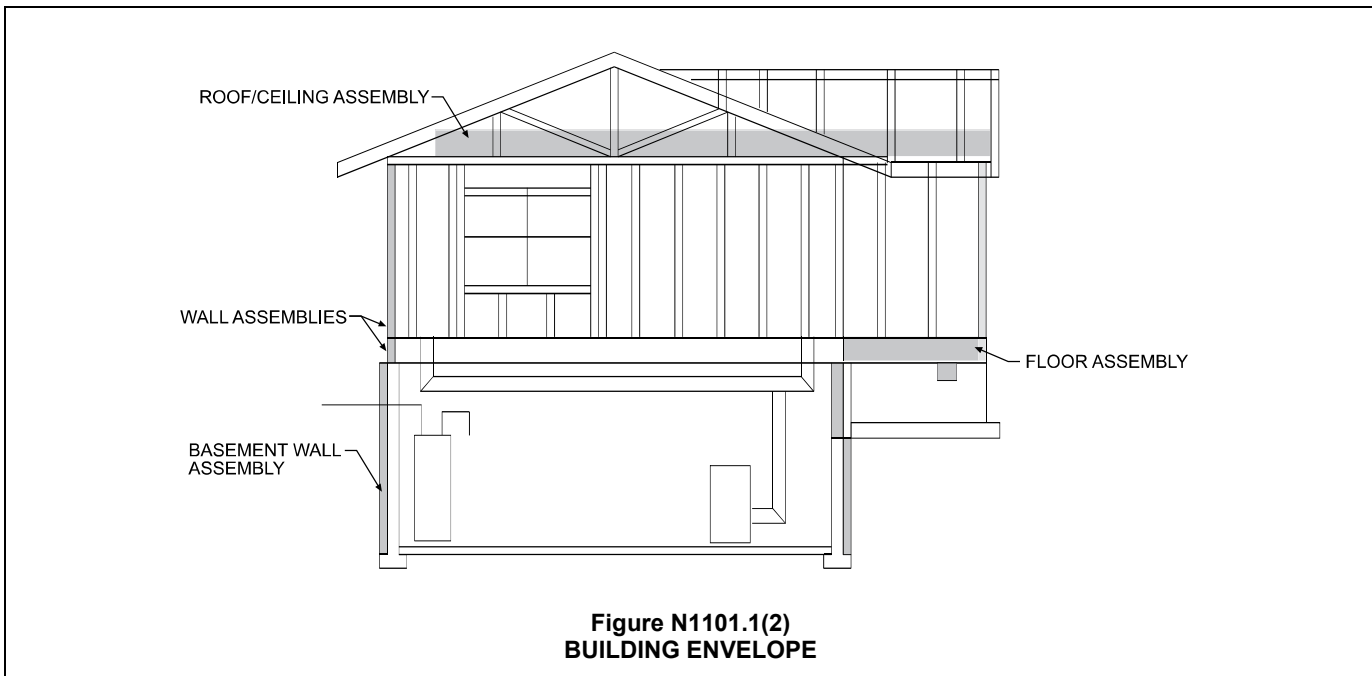 ROOF/CEILING ASSEMBLY
WALL ASSEMBLIES
FLOOR ASSEMBLY
BASEMENT WALL
ASSEMBLY
Figure N1101.1(2)
BUILDING ENVELOPE